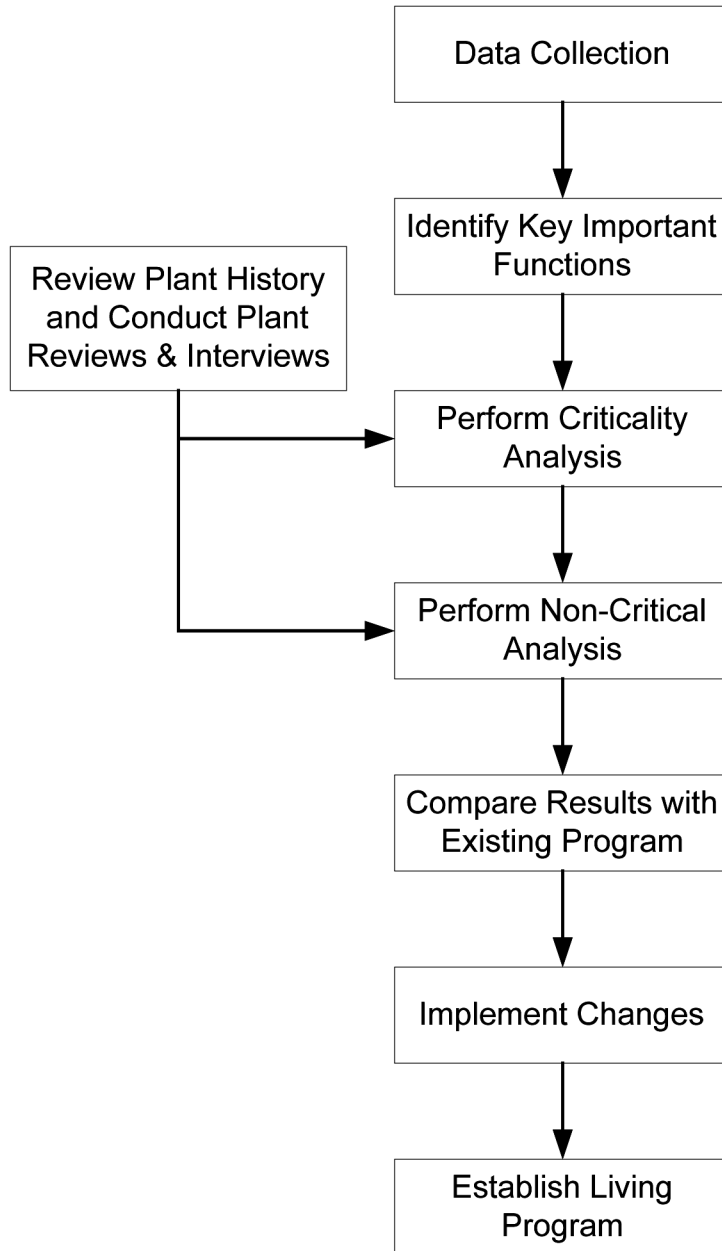 Data Collection
Identify Key Important
Functions
Review Plant History
and Conduct Plant
Reviews & Interviews
Perform Criticality
Analysis
Perform Non-Critical
Analysis
Compare Results with
Existing Program
Implement Changes
Establish Living
Program